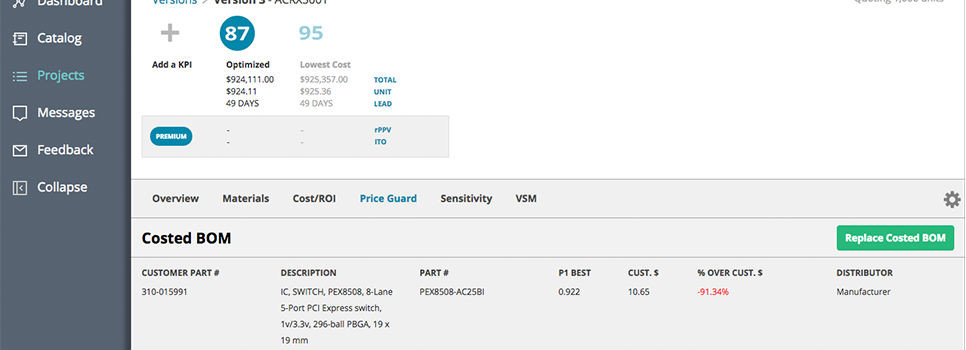 Dashboard
Catalog
Projects
Messages
Feedback
Collapse
Versions > Version 3 - ACRX3001
Quoting 1,000 units
+ 87 95
Add a KPI Optimized Lowest Cost
$924,111.00 $925,357.00 TOTAL
$924.11 $925.36 UNIT
49 DAYS 49 DAYS LEAD
PREMIUM - - rPPV
- - ITO
Overview Materials Cost/ROI Price Guard Sensitivity VSM
Costed BOM Replace Costed BOM
CUSTOMER PART # DESCRIPTION PART # P1 BEST CUST. $ % OVER CUST. $ DISTRIBUTOR
310-015991 IC, SWITCH, PEX8508, 8-Lane PEX8508-AC25BI 0.922 10.65 -91.34% Manufacturer
5-Port PCI Express switch,
1v/3.3v, 296-ball PBGA, 19 x
19 mm